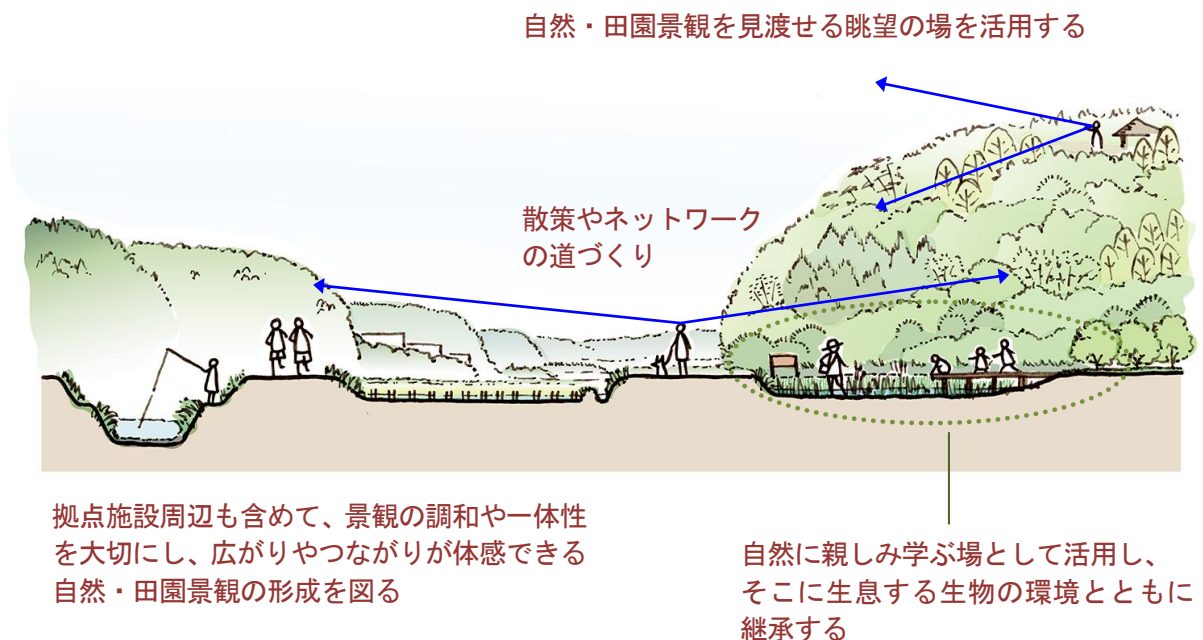 自然・田園景観を見渡せる眺望の場を活用する
散策やネットワーク
の道づくり
拠点施設周辺も含めて、景観の調和や一体性
を大切にし、広がりやつながりが体感できる
自然・田園景観の形成を図る
自然に親しみ学ぶ場として活用し、
そこに生息する生物の環境とともに
継承する